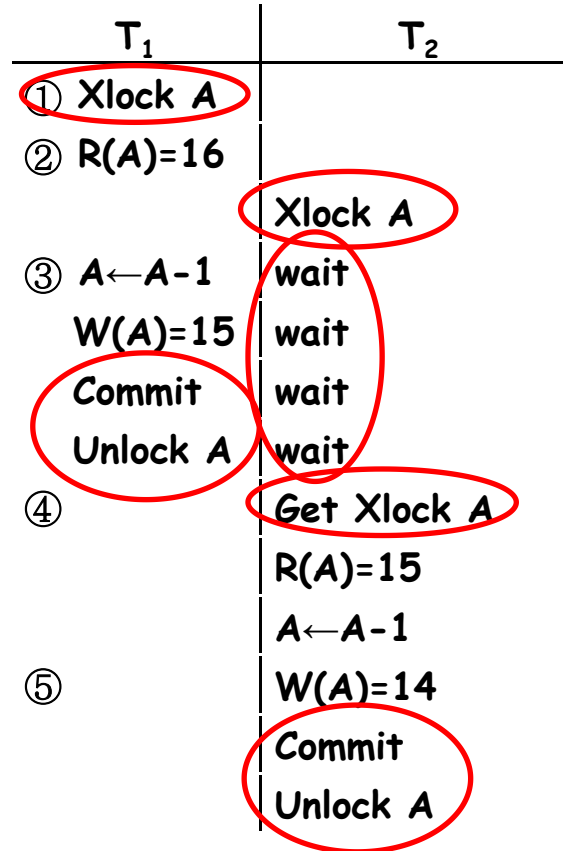 T₁ T₂
① Xlock A
② R(A)=16
Xlock A
③ A←A-1 wait
W(A)=15 wait
Commit wait
Unlock A wait
④ Get Xlock A
R(A)=15
A←A-1
⑤ W(A)=14
Commit
Unlock A